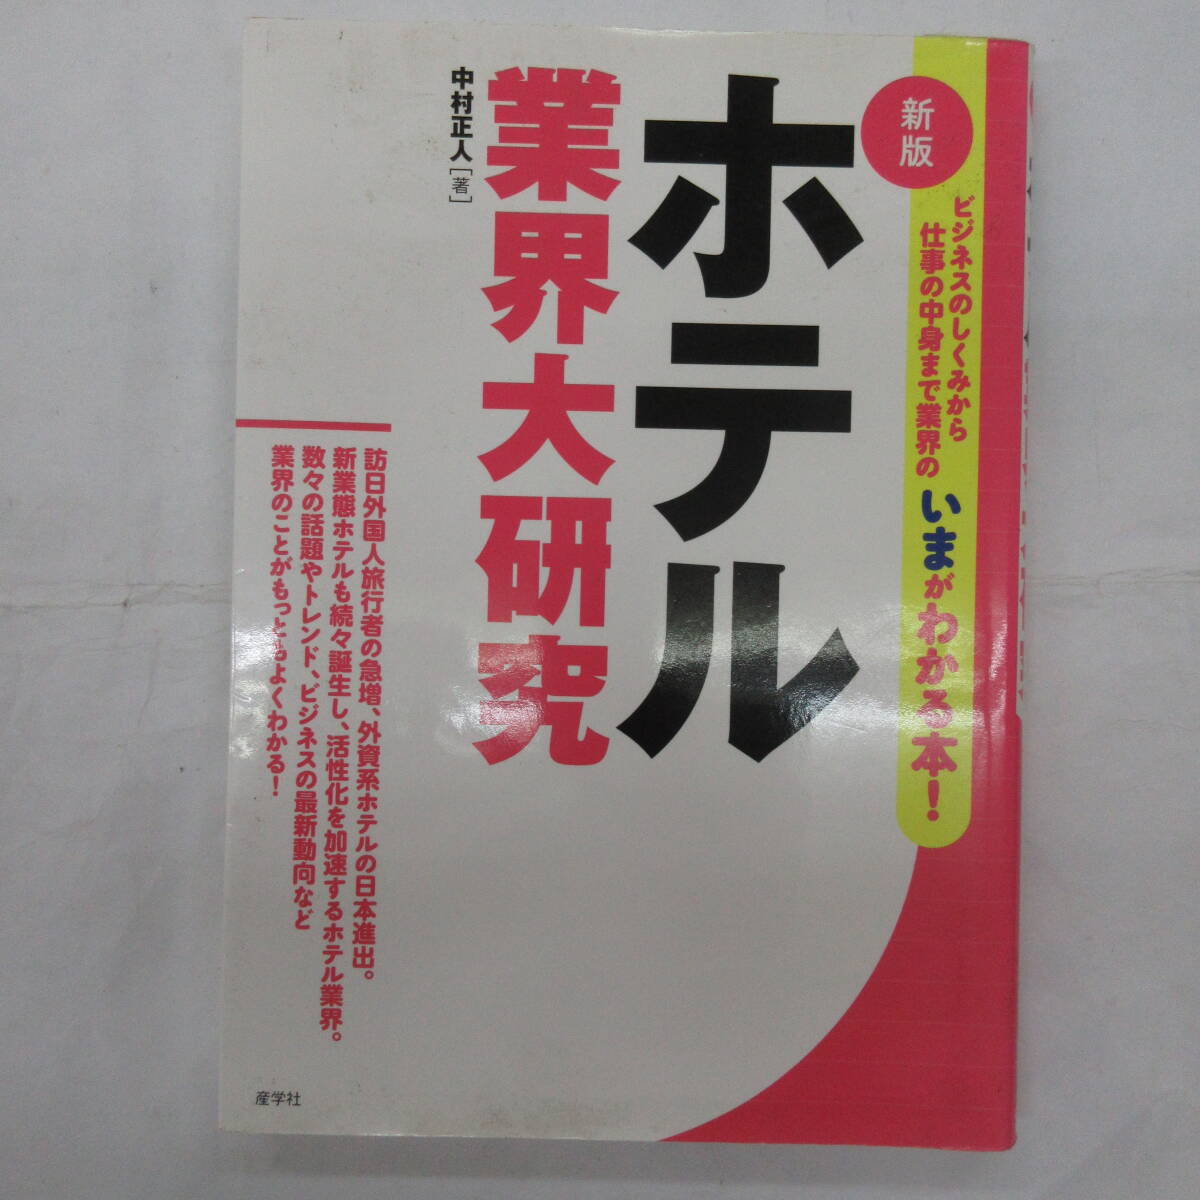 新版
ビジネスのしくみから
仕事の中身まで業界の
いまがわかる本!
ホテル
業界大研究
中村正人[著]
訪日外国人旅行者の急増、外資系ホテルの日本進出。
新業態ホテルも続々誕生し、活性化を加速するホテル業界。
数々の話題やトレンド、ビジネスの最新動向など
業界のことがもっともよくわかる!
産学社